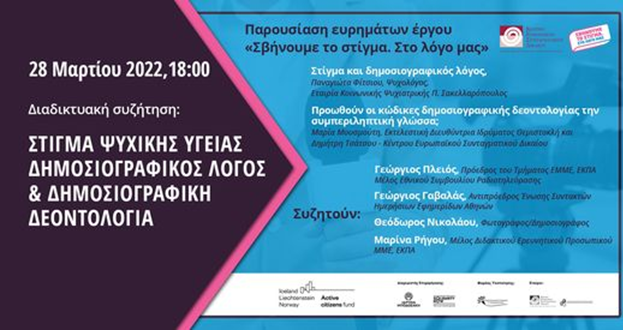 28 Μαρτίου 2022,18:00
Διαδικτυακή συζήτηση:
ΣΤΙΓΜΑ ΨΥΧΙΚΗΣ ΥΓΕΙΑΣ
ΔΗΜΟΣΙΟΓΡΑΦΙΚΟΣ ΛΟΓΟΣ
& ΔΗΜΟΣΙΟΓΡΑΦΙΚΗ
ΔΕΟΝΤΟΛΟΓΙΑ
Παρουσίαση ευρημάτων έργου
«Σβήνουμε το στίγμα. Στο λόγο μας»
Στίγμα και δημοσιογραφικός λόγος,
Παναγιώτα Φίτσιου, Ψυχολόγος,
Εταιρία Κοινωνικής Ψυχιατρικής Π. Σακελλαρόπουλος
Προωθούν οι κώδικες δημοσιογραφικής δεοντολογίας την
συμπεριληπτική γλώσσα;
Μαρία Μουσμούτη, Εκτελεστική Διευθύντρια Ιδρύματος Θεμιστοκλή και
Δημήτρη Τσάτσου - Κέντρου Ευρωπαϊκού Συνταγματικού Δικαίου
Συζητούν:
Γεώργιος Πλειός, Πρόεδρος του Τμήματος ΕΜΜΕ, ΕΚΠΑ
Μέλος Εθνικού Συμβουλίου Ραδιοτηλεόρασης
Γεώργιος Γαβαλάς, Αντιπρόεδρος Ένωσης Συντακτών
Ημερήσιων Εφημερίδων Αθηνών
Θεόδωρος Νικολάου, Φωτογράφος/Δημοσιογράφος
Μαρίνα Ρήγου, Μέλος Διδακτικού Ερευνητικού Προσωπικού
ΜΜΕ, ΕΚΠΑ
Iceland
Liechtenstein
Norway
Active
citizens fund